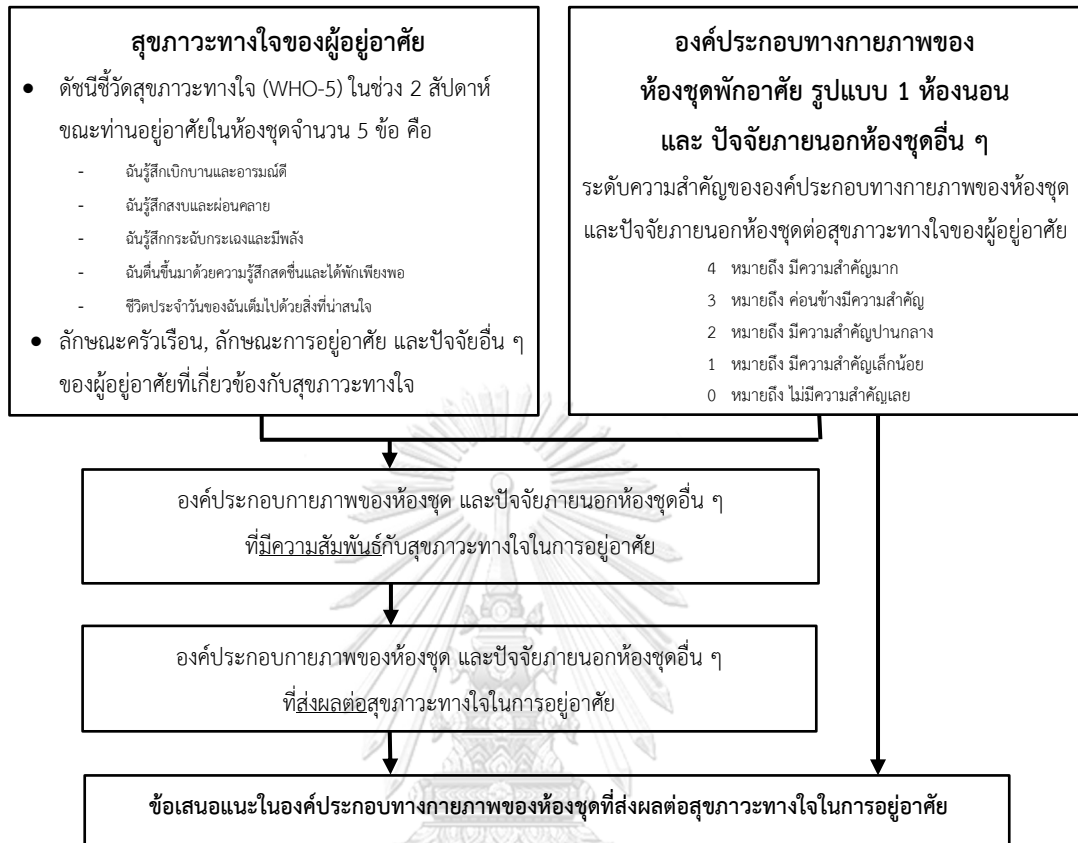 สุขภาวะทางใจของผู้อยู่อาศัย
● ดัชนีชี้วัดสุขภาวะทางใจ (WHO-5) ในช่วง 2 สัปดาห์
ขณะท่านอยู่อาศัยในห้องชุดจำนวน 5 ข้อ คือ
- ฉันรู้สึกเบิกบานและอารมณ์ดี
- ฉันรู้สึกสงบและผ่อนคลาย
- ฉันรู้สึกกระฉับกระเฉงและมีพลัง
- ฉันตื่นขึ้นมาด้วยความรู้สึกสดชื่นและได้พักเพียงพอ
- ชีวิตประจำวันของฉันเต็มไปด้วยสิ่งที่น่าสนใจ
● ลักษณะครัวเรือน, ลักษณะการอยู่อาศัย และปัจจัยอื่น ๆ
ของผู้อยู่อาศัยที่เกี่ยวข้องกับสุขภาวะทางใจ
องค์ประกอบทางกายภาพของ
ห้องชุดพักอาศัย รูปแบบ 1 ห้องนอน
และ ปัจจัยภายนอกห้องชุดอื่น ๆ
ระดับความสำคัญขององค์ประกอบทางกายภาพของห้องชุด
และปัจจัยภายนอกห้องชุดต่อสุขภาวะทางใจของผู้อยู่อาศัย
4 หมายถึง มีความสำคัญมาก
3 หมายถึง ค่อนข้างมีความสำคัญ
2 หมายถึง มีความสำคัญปานกลาง
1 หมายถึง มีความสำคัญเล็กน้อย
0 หมายถึง ไม่มีความสำคัญเลย
องค์ประกอบกายภาพของห้องชุด และปัจจัยภายนอกห้องชุดอื่น ๆ
ที่มีความสัมพันธ์กับสุขภาวะทางใจในการอยู่อาศัย
องค์ประกอบกายภาพของห้องชุด และปัจจัยภายนอกห้องชุดอื่น ๆ
ที่ส่งผลต่อสุขภาวะทางใจในการอยู่อาศัย
ข้อเสนอแนะในองค์ประกอบทางกายภาพของห้องชุดที่ส่งผลต่อสุขภาวะทางใจในการอยู่อาศัย